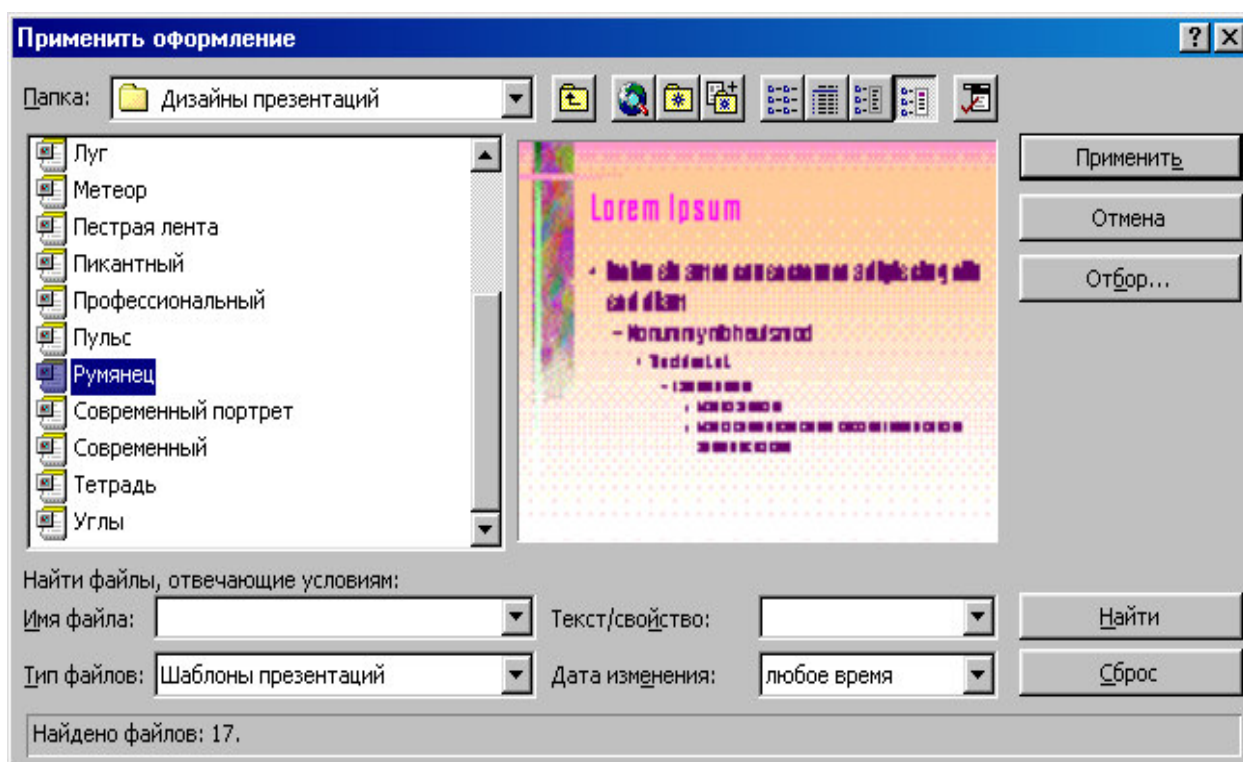 Применить оформление
Папка: Дизайны презентаций
Луг
Метеор
Пестрая лента
Пикантный
Профессиональный
Пульс
Румянец
Современный портрет
Современный
Тетрадь
Углы
Lorem Ipsum
Применить
Отмена
Отбор...
Найти файлы, отвечающие условиям:
Имя файла: Текст/свойство: Найти
Тип файлов: Шаблоны презентаций Дата изменения: любое время Сброс
Найдено файлов: 17.